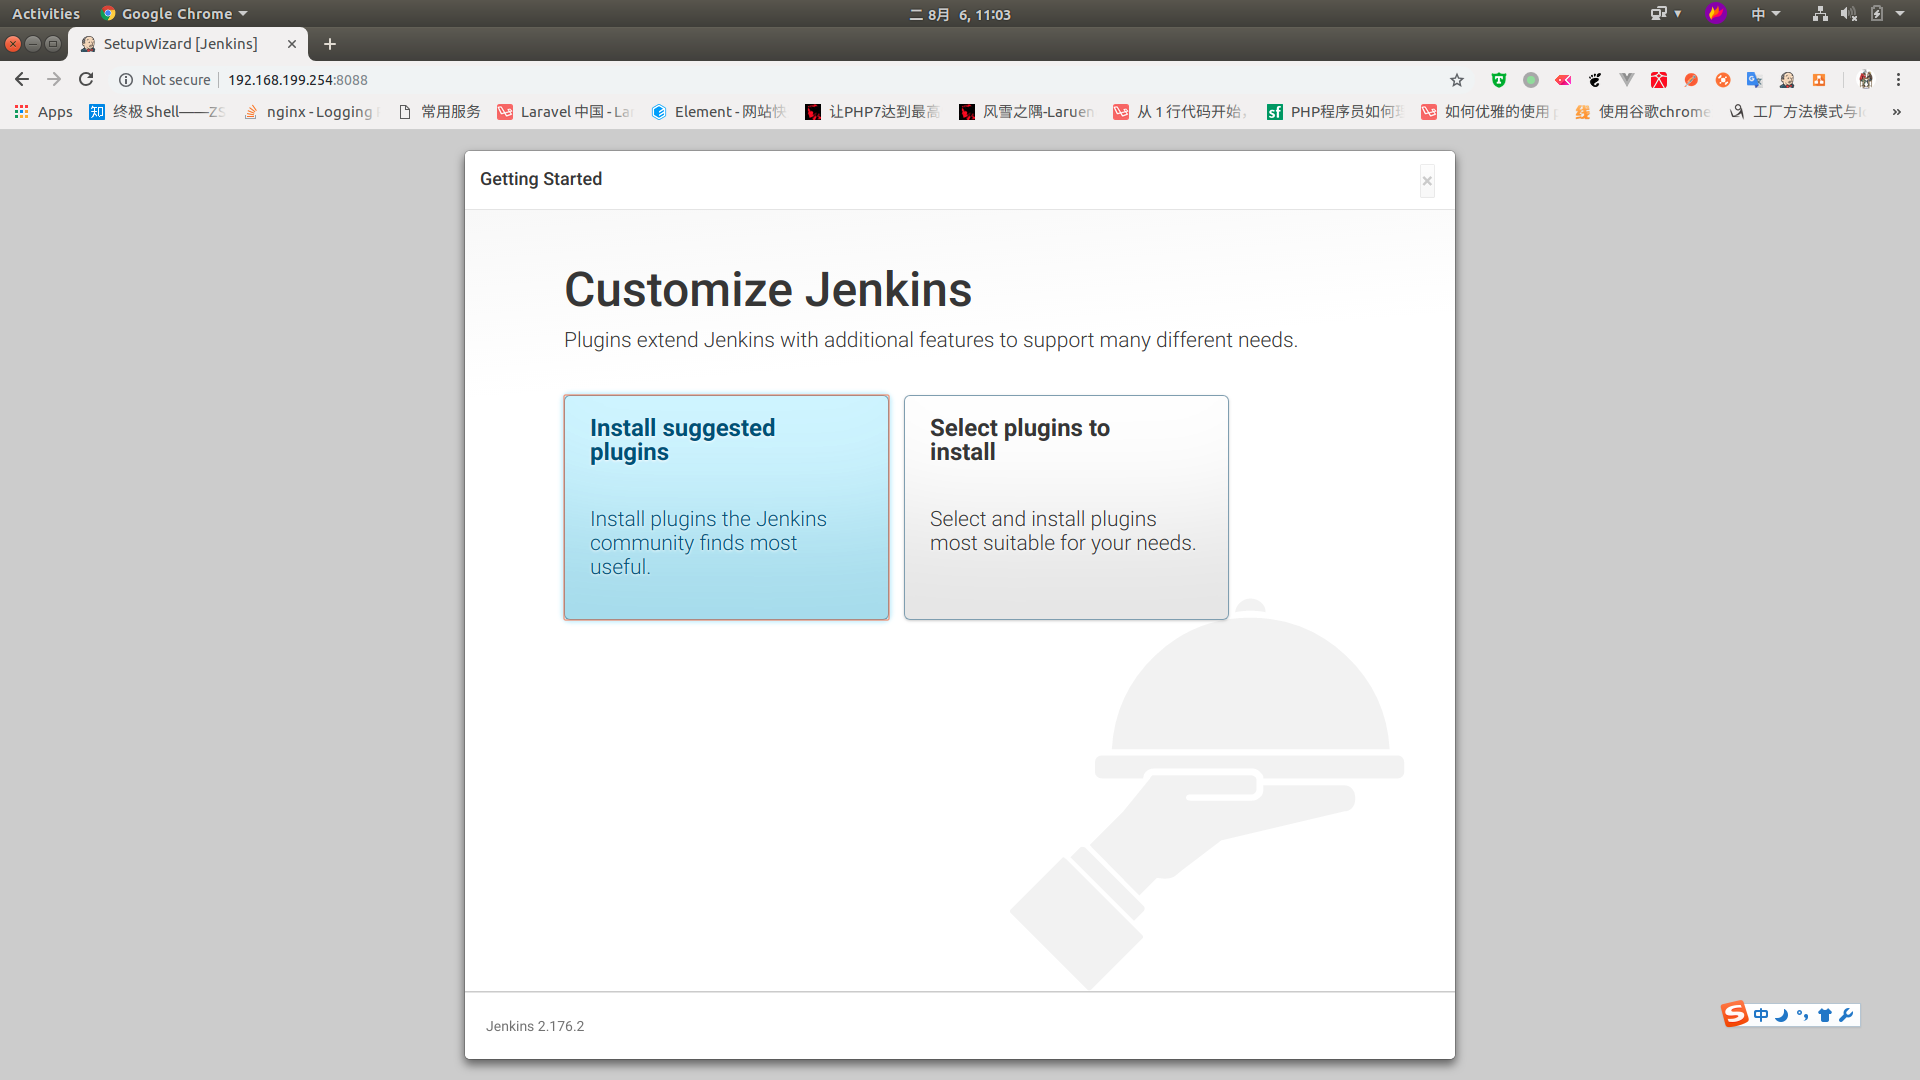 Activities
Google Chrome
二 8月 6, 11:03
中
SetupWizard [Jenkins]
Not secure
192.168.199.254:8088
Apps
知
终极 Shell——ZS
nginx - Logging
常用服务
Laravel 中国 - La
Element - 网站快
让PHP7达到最高
风雪之隅-Laruen
从 1 行代码开始,
sf
PHP程序员如何
如何优雅的使用
线
使用谷歌chrome
工厂方法模式与
»
Getting Started
×
Customize Jenkins
Plugins extend Jenkins with additional features to support many different needs.
Install suggested
plugins
Install plugins the Jenkins
community finds most
useful.
Select plugins to
install
Select and install plugins
most suitable for your needs.
Jenkins 2.176.2
S 中